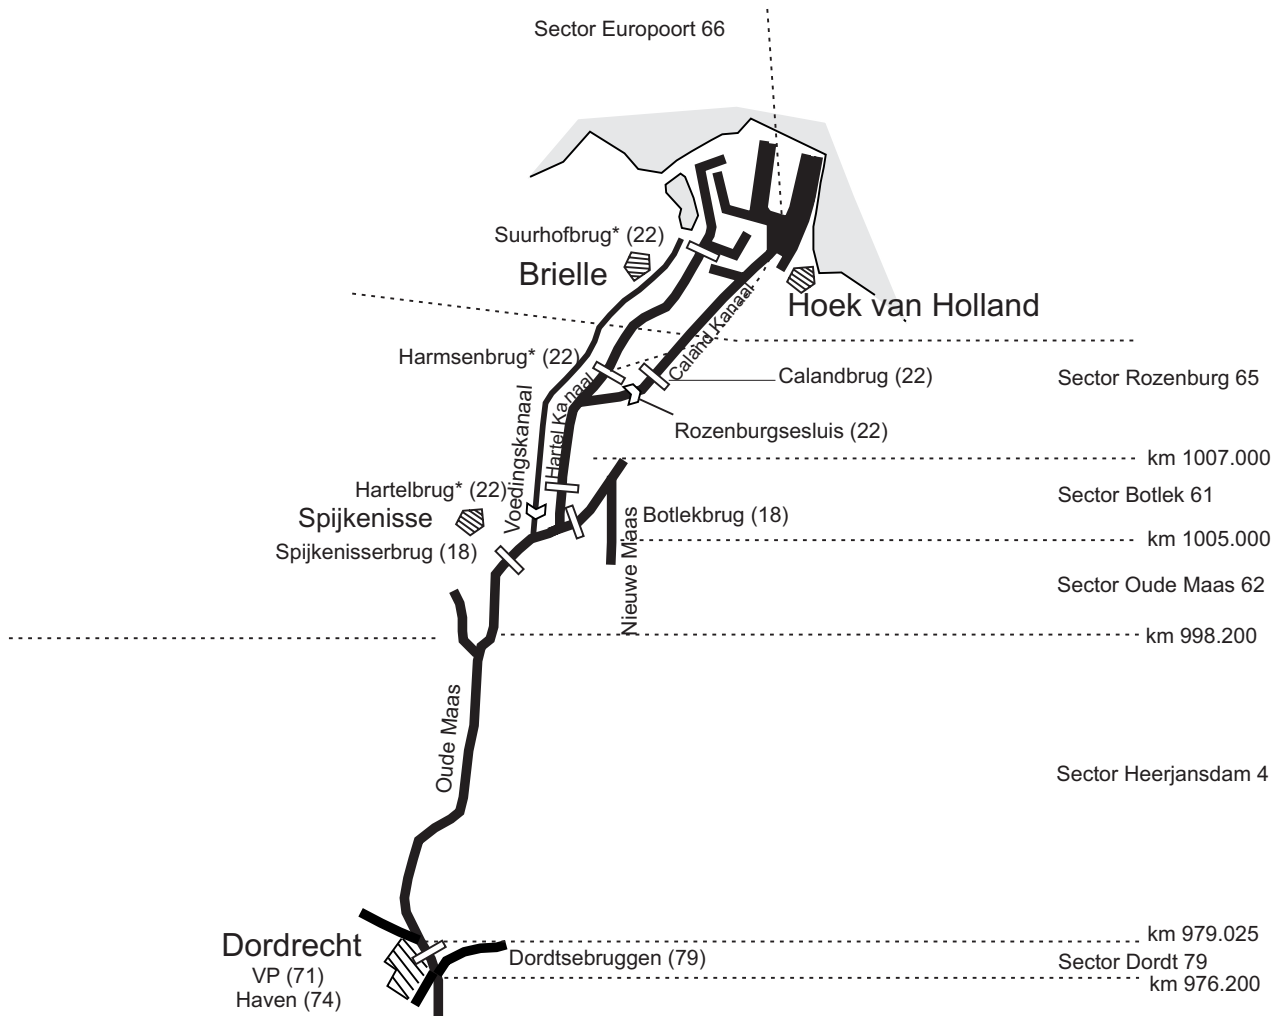 Sector Europoort 66
Suurhofbrug* (22)
Brielle
Hoek van Holland
Harmsenbrug* (22)
Caland Kanaal
Calandbrug (22)
Sector Rozenburg 65
Hartel Kanaal
Voedingskanaal
Rozenburgsesluis (22)
km 1007.000
Hartelbrug* (22)
Sector Botlek 61
Spijkenisse
Botlekbrug (18)
km 1005.000
Spijkenisserbrug (18)
Nieuwe Maas
Sector Oude Maas 62
km 998.200
Oude Maas
Sector Heerjansdam 4
km 979.025
Dordrecht
Dordtsebruggen (79)
Sector Dordt 79
VP (71)
km 976.200
Haven (74)